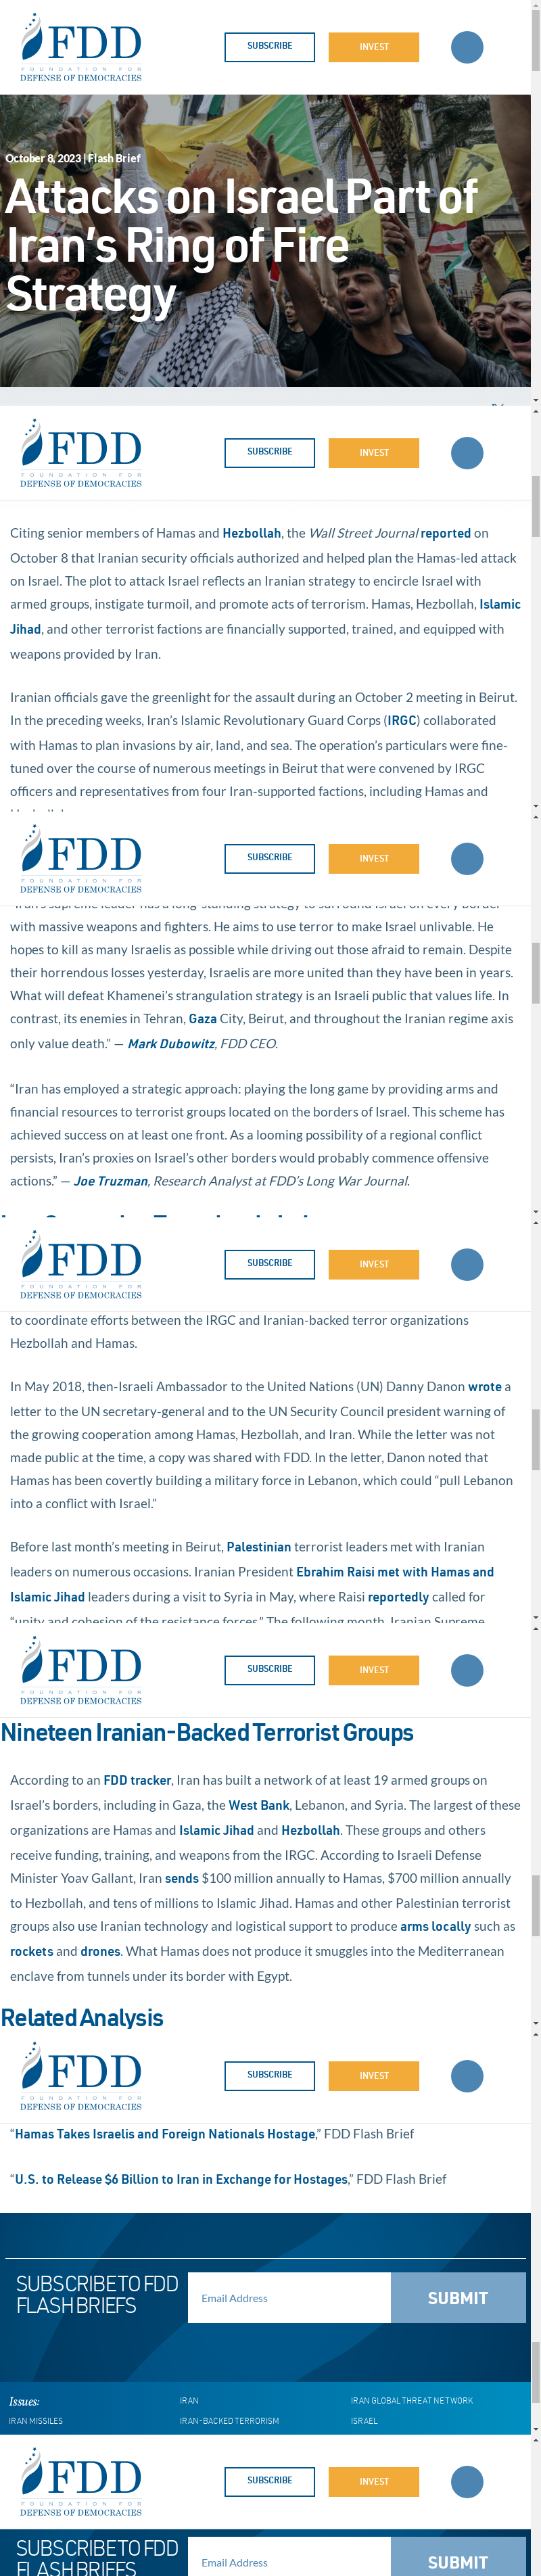 FDD
FOUNDATION FOR
DEFENSE OF DEMOCRACIES
SUBSCRIBE
INVEST
October 8, 2023 | Flash Brief
Attacks on Israel Part of
Iran’s Ring of Fire
Strategy
FDD
FOUNDATION FOR
DEFENSE OF DEMOCRACIES
SUBSCRIBE
INVEST
Citing senior members of Hamas and Hezbollah, the Wall Street Journal reported on
October 8 that Iranian security officials authorized and helped plan the Hamas-led attack
on Israel. The plot to attack Israel reflects an Iranian strategy to encircle Israel with
armed groups, instigate turmoil, and promote acts of terrorism. Hamas, Hezbollah, Islamic
Jihad, and other terrorist factions are financially supported, trained, and equipped with
weapons provided by Iran.
Iranian officials gave the greenlight for the assault during an October 2 meeting in Beirut.
In the preceding weeks, Iran’s Islamic Revolutionary Guard Corps (IRGC) collaborated
with Hamas to plan invasions by air, land, and sea. The operation’s particulars were fine-
tuned over the course of numerous meetings in Beirut that were convened by IRGC
officers and representatives from four Iran-supported factions, including Hamas and
FDD
FOUNDATION FOR
DEFENSE OF DEMOCRACIES
SUBSCRIBE
INVEST
“Iran’s supreme leader has a long-standing strategy to surround Israel on every border
with massive weapons and fighters. He aims to use terror to make Israel unlivable. He
hopes to kill as many Israelis as possible while driving out those afraid to remain. Despite
their horrendous losses yesterday, Israelis are more united than they have been in years.
What will defeat Khamenei’s strangulation strategy is an Israeli public that values life. In
contrast, its enemies in Tehran, Gaza City, Beirut, and throughout the Iranian regime axis
only value death.” — Mark Dubowitz, FDD CEO.
“Iran has employed a strategic approach: playing the long game by providing arms and
financial resources to terrorist groups located on the borders of Israel. This scheme has
achieved success on at least one front. As a looming possibility of a regional conflict
persists, Iran’s proxies on Israel’s other borders would probably commence offensive
actions.” — Joe Truzman, Research Analyst at FDD’s Long War Journal.
FDD
FOUNDATION FOR
DEFENSE OF DEMOCRACIES
SUBSCRIBE
INVEST
to coordinate efforts between the IRGC and Iranian-backed terror organizations
Hezbollah and Hamas.
In May 2018, then-Israeli Ambassador to the United Nations (UN) Danny Danon wrote a
letter to the UN secretary-general and to the UN Security Council president warning of
the growing cooperation among Hamas, Hezbollah, and Iran. While the letter was not
made public at the time, a copy was shared with FDD. In the letter, Danon noted that
Hamas has been covertly building a military force in Lebanon, which could “pull Lebanon
into a conflict with Israel.”
Before last month’s meeting in Beirut, Palestinian terrorist leaders met with Iranian
leaders on numerous occasions. Iranian President Ebrahim Raisi met with Hamas and
Islamic Jihad leaders during a visit to Syria in May, where Raisi reportedly called for
“unity and cohesion of the resistance forces.” The following month, Iranian Supreme
FDD
FOUNDATION FOR
DEFENSE OF DEMOCRACIES
SUBSCRIBE
INVEST
Nineteen Iranian-Backed Terrorist Groups
According to an FDD tracker, Iran has built a network of at least 19 armed groups on
Israel’s borders, including in Gaza, the West Bank, Lebanon, and Syria. The largest of these
organizations are Hamas and Islamic Jihad and Hezbollah. These groups and others
receive funding, training, and weapons from the IRGC. According to Israeli Defense
Minister Yoav Gallant, Iran sends $100 million annually to Hamas, $700 million annually
to Hezbollah, and tens of millions to Islamic Jihad. Hamas and other Palestinian terrorist
groups also use Iranian technology and logistical support to produce arms locally such as
rockets and drones. What Hamas does not produce it smuggles into the Mediterranean
enclave from tunnels under its border with Egypt.
Related Analysis
FDD
FOUNDATION FOR
DEFENSE OF DEMOCRACIES
SUBSCRIBE
INVEST
“Hamas Takes Israelis and Foreign Nationals Hostage,” FDD Flash Brief
“U.S. to Release $6 Billion to Iran in Exchange for Hostages,” FDD Flash Brief
SUBSCRIBE TO FDD
FLASH BRIEFS
Email Address
SUBMIT
Issues:
IRAN
IRAN GLOBAL THREAT NETWORK
IRAN MISSILES
IRAN-BACKED TERRORISM
ISRAEL
FDD
FOUNDATION FOR
DEFENSE OF DEMOCRACIES
SUBSCRIBE
INVEST
SUBSCRIBE TO FDD
FLASH BRIEFS
Email Address
SUBMIT